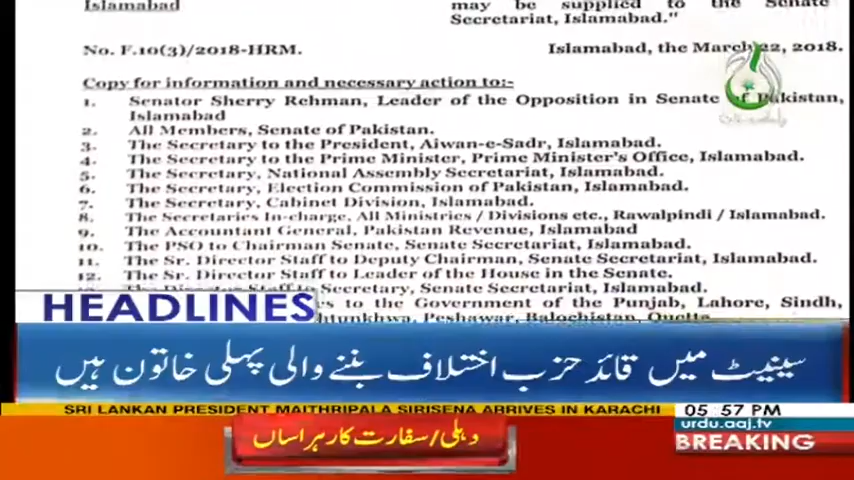 Islamabad
may be supplied to the Senate
Secretariat, Islamabad."
No. F.10(3)/2018-HRM.
Islamabad, the March 22, 2018.
Copy for information and necessary action to:-
1. Senator Sherry Rehman, Leader of the Opposition in Senate of Pakistan,
Islamabad
2. All Members, Senate of Pakistan.
3. The Secretary to the President, Aiwan-e-Sadr, Islamabad.
4. The Secretary to the Prime Minister, Prime Minister's Office, Islamabad.
5. The Secretary, National Assembly Secretariat, Islamabad.
6. The Secretary, Election Commission of Pakistan, Islamabad.
7. The Secretary, Cabinet Division, Islamabad.
8. The Secretaries In-charge, All Ministries / Divisions etc., Rawalpindi / Islamabad.
9. The Accountant General, Pakistan Revenue, Islamabad
10. The PSO to Chairman Senate, Senate Secretariat, Islamabad.
11. The Sr. Director Staff to Deputy Chairman, Senate Secretariat, Islamabad.
12. The Sr. Director Staff to Leader of the House in the Senate.
The Director Staff to Secretary, Senate Secretariat, Islamabad.
to the Government of the Punjab, Lahore, Sindh,
Peshawar, Balochistan, Quetta
HEADLINES
سینیٹ میں قائد حزب اختلاف بننے والی پہلی خاتون ہیں
SRI LANKAN PRESIDENT MAITHRIPALA SIRISENA ARRIVES IN KARACHI
05:57 PM
urdu.aaj.tv
BREAKING
دہلی/سفارت کار ہراساں